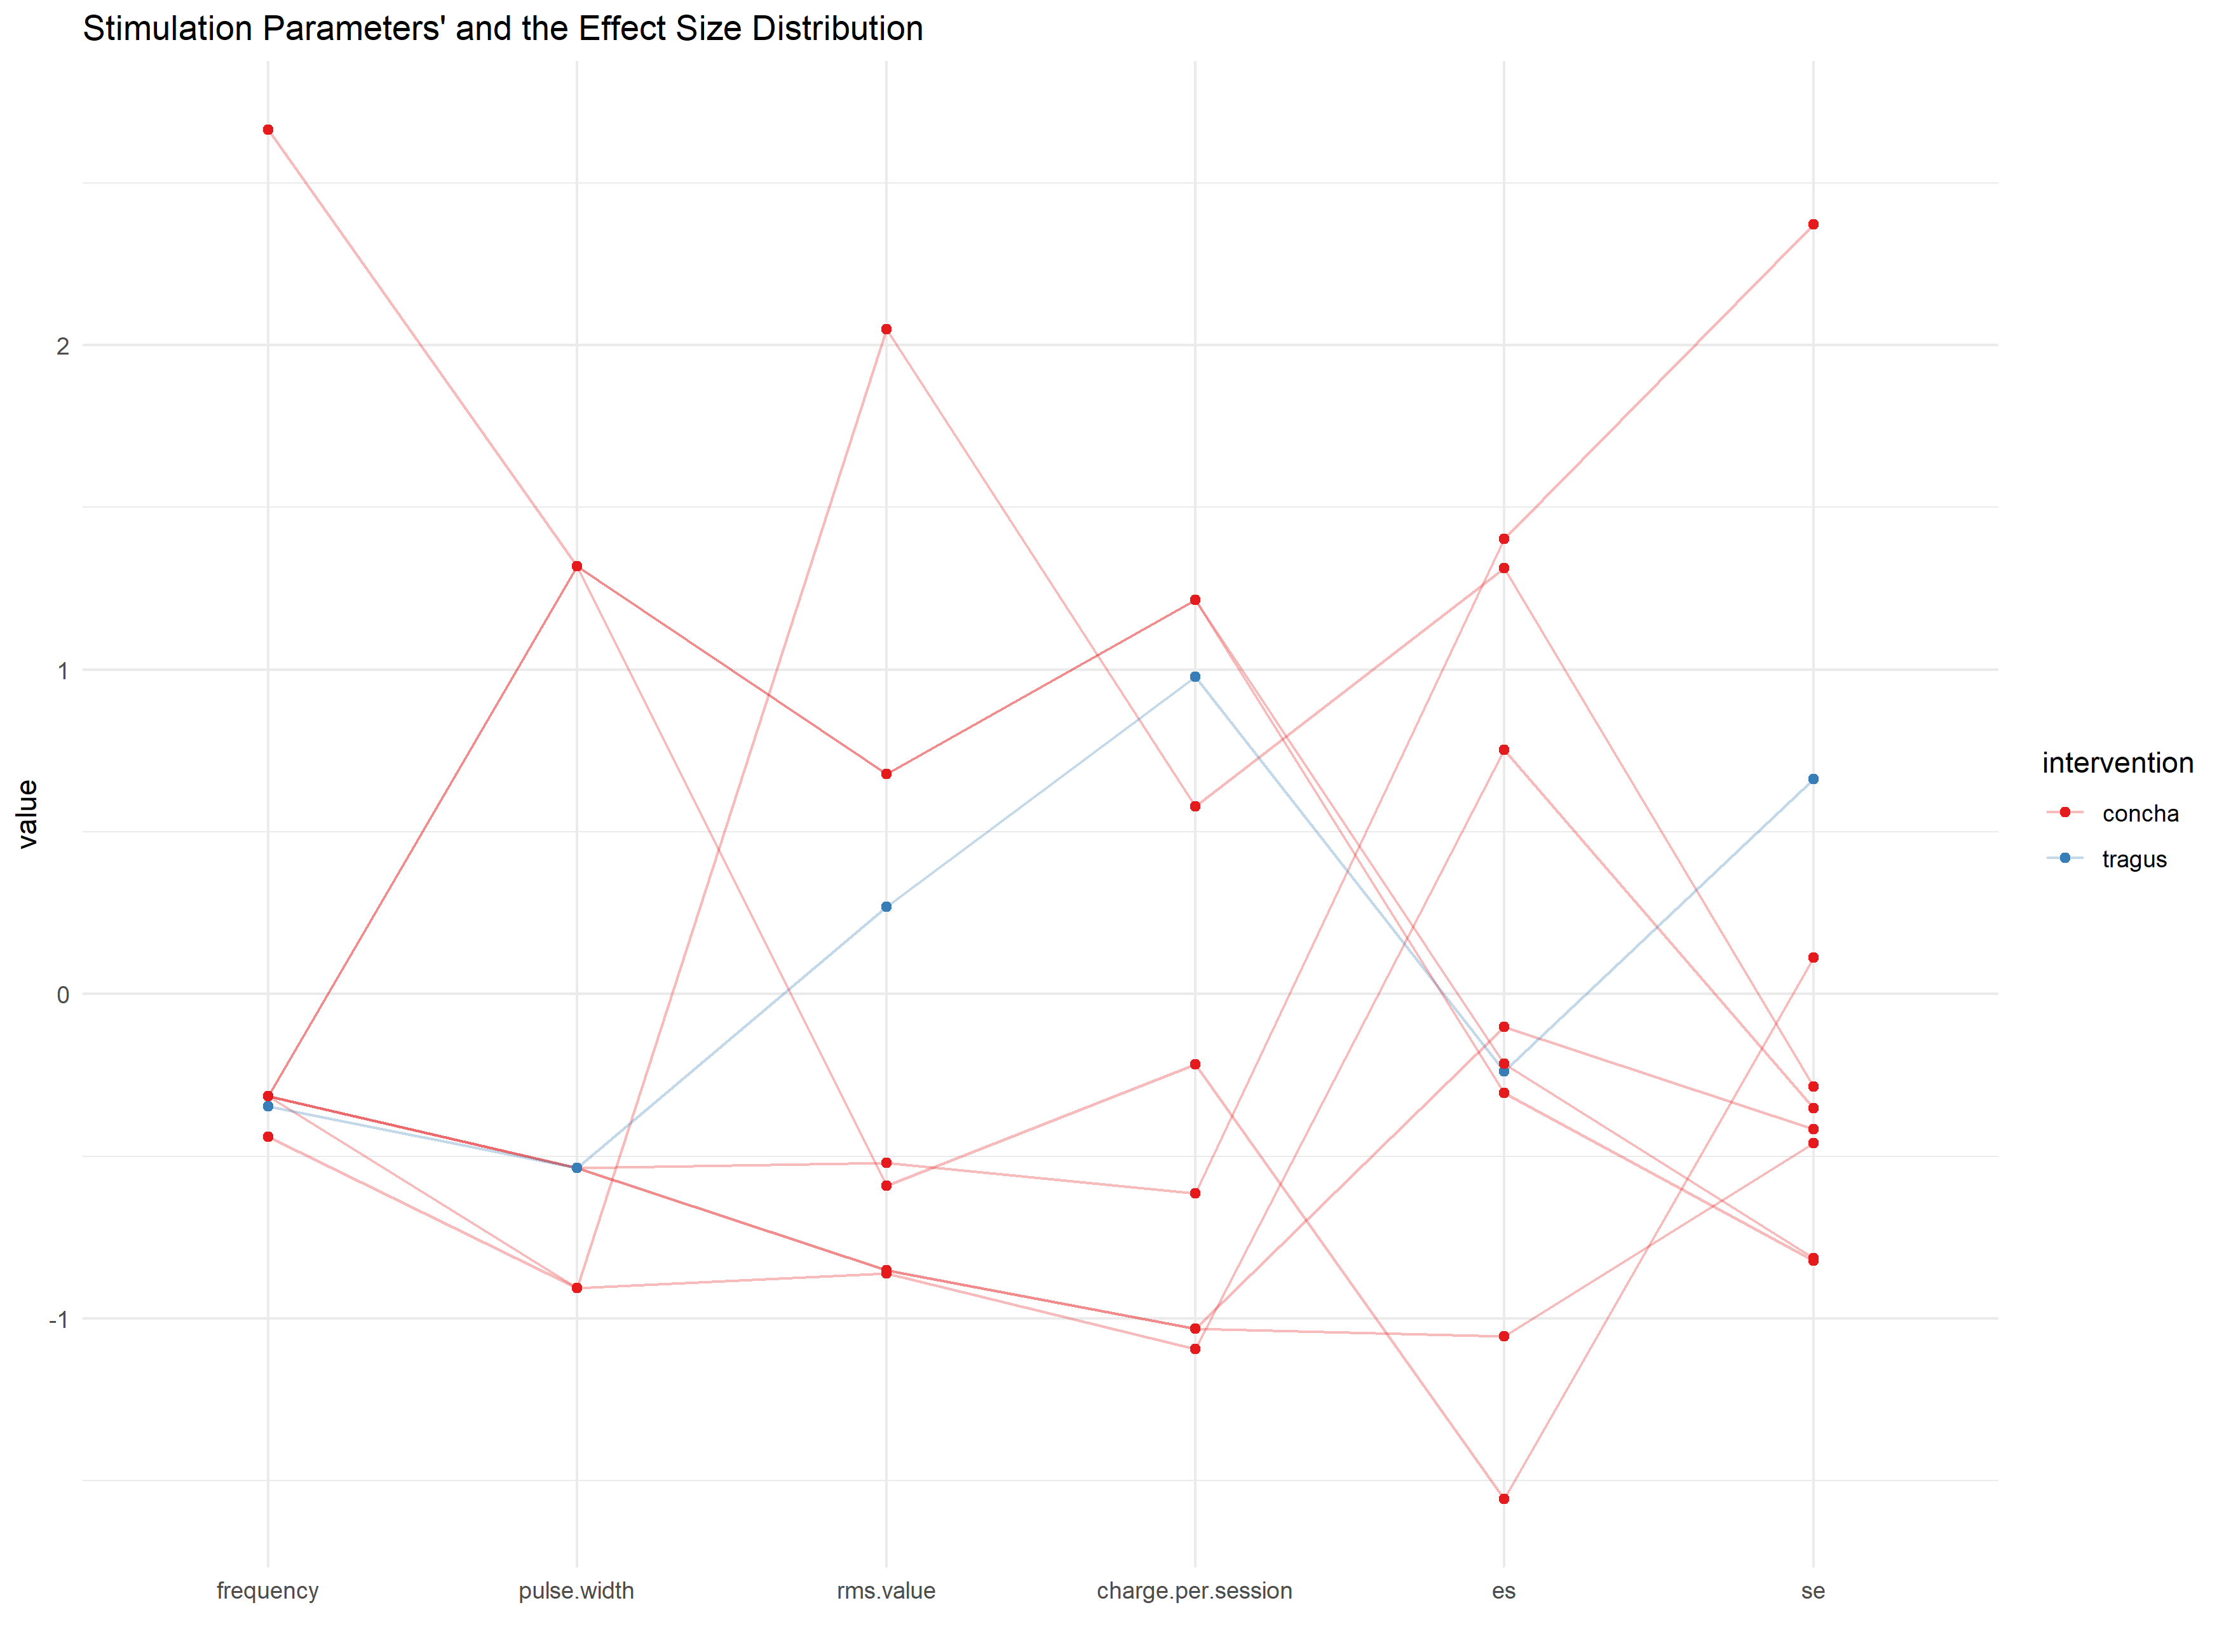 Stimulation Parameters' and the Effect Size Distribution
value
2
1
0
-1
frequency
pulse.width
rms.value
charge.per.session
es
se
intervention
concha
tragus